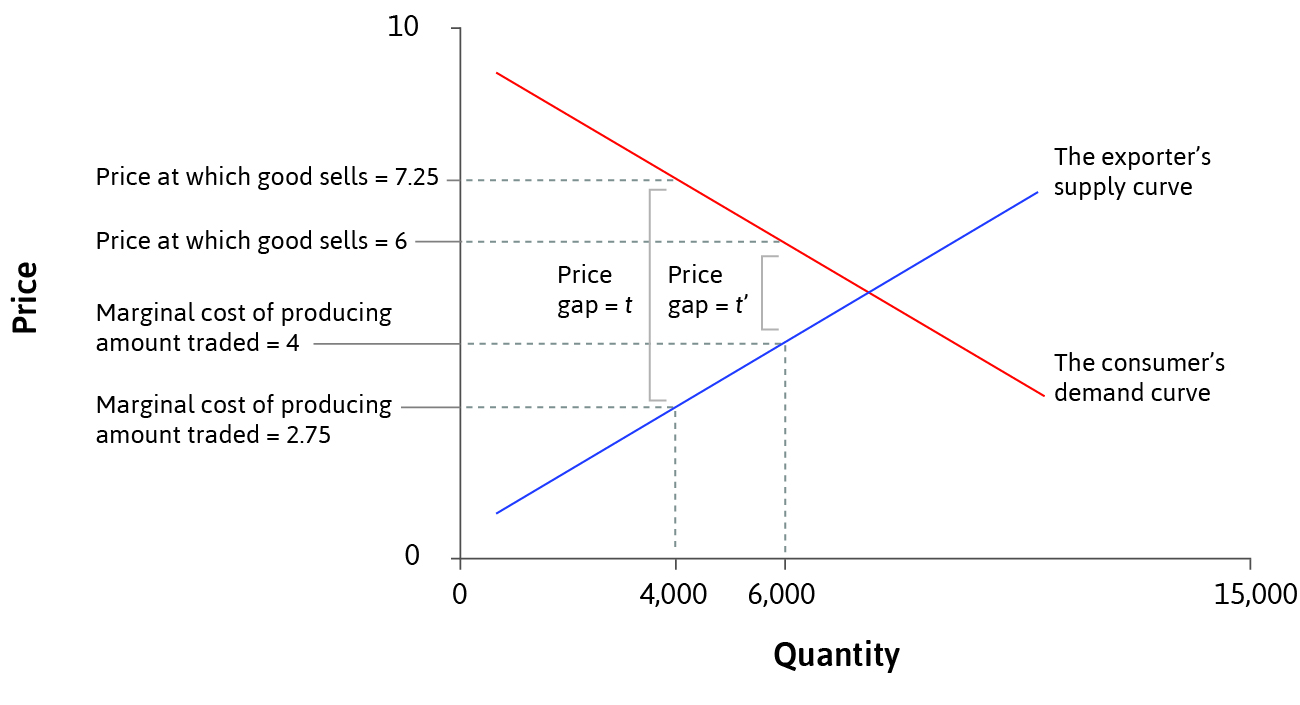 10
Price at which good sells = 7.25
Price at which good sells = 6
Marginal cost of producing
amount traded = 4
Marginal cost of producing
amount traded = 2.75
0
Price
Price
gap = t
Price
gap = t’
The exporter’s
supply curve
The consumer’s
demand curve
0
4,000
6,000
15,000
Quantity